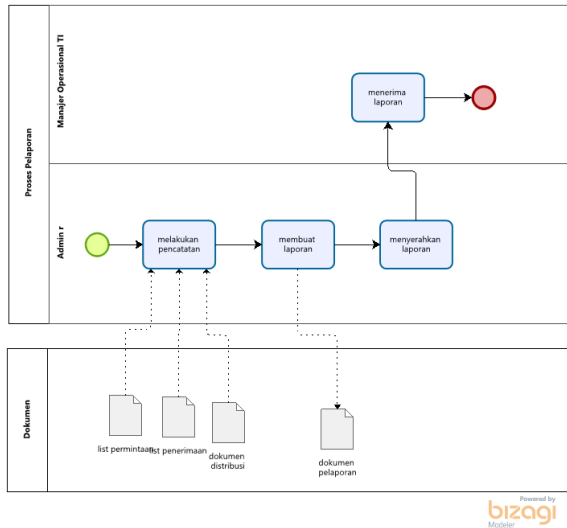 Proses Pelaporan
Manajer Operasional TI
menerima
laporan
Admin r
melakukan
pencatatan
membuat
laporan
menyerahkan
laporan
Dokumen
list permintaan
list penerimaan
dokumen
distribusi
dokumen
pelaporan
Powered by
bizagi
Modeler